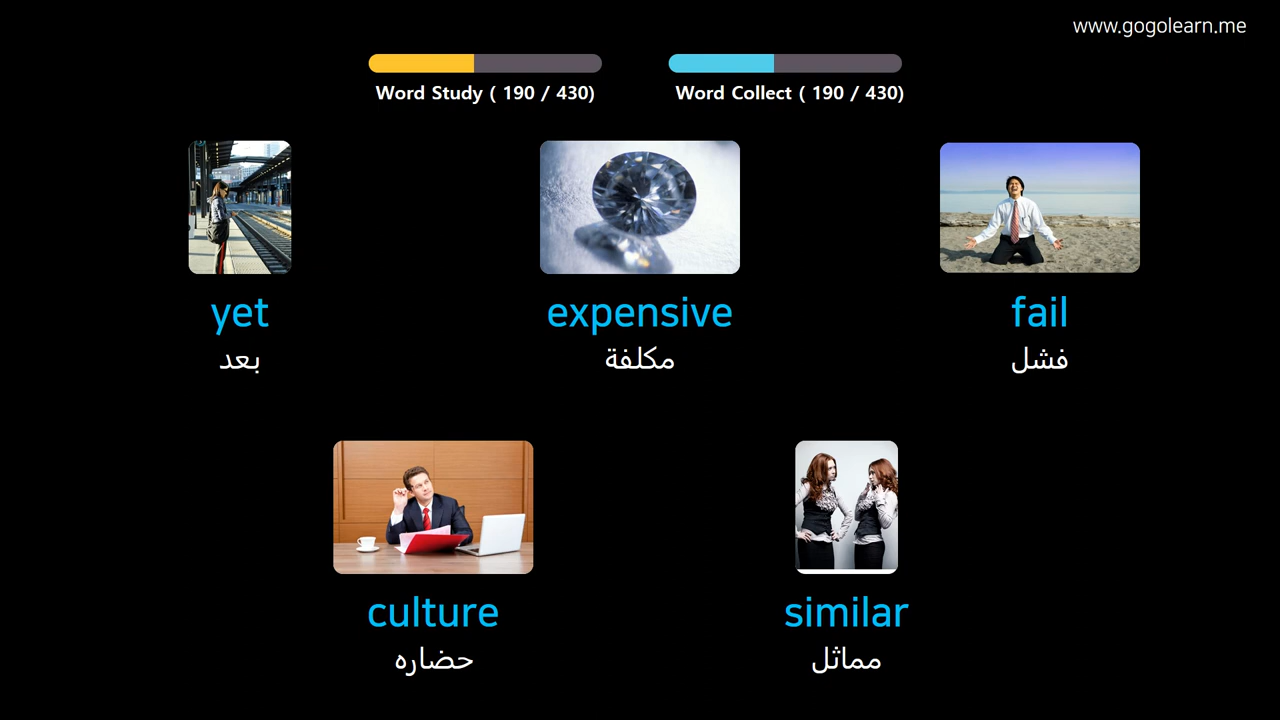 www.gogolearn.me
Word Study ( 190 / 430)
Word Collect ( 190 / 430)
yet
بعد
expensive
مكلفة
fail
فشل
culture
حضاره
similar
مماثل